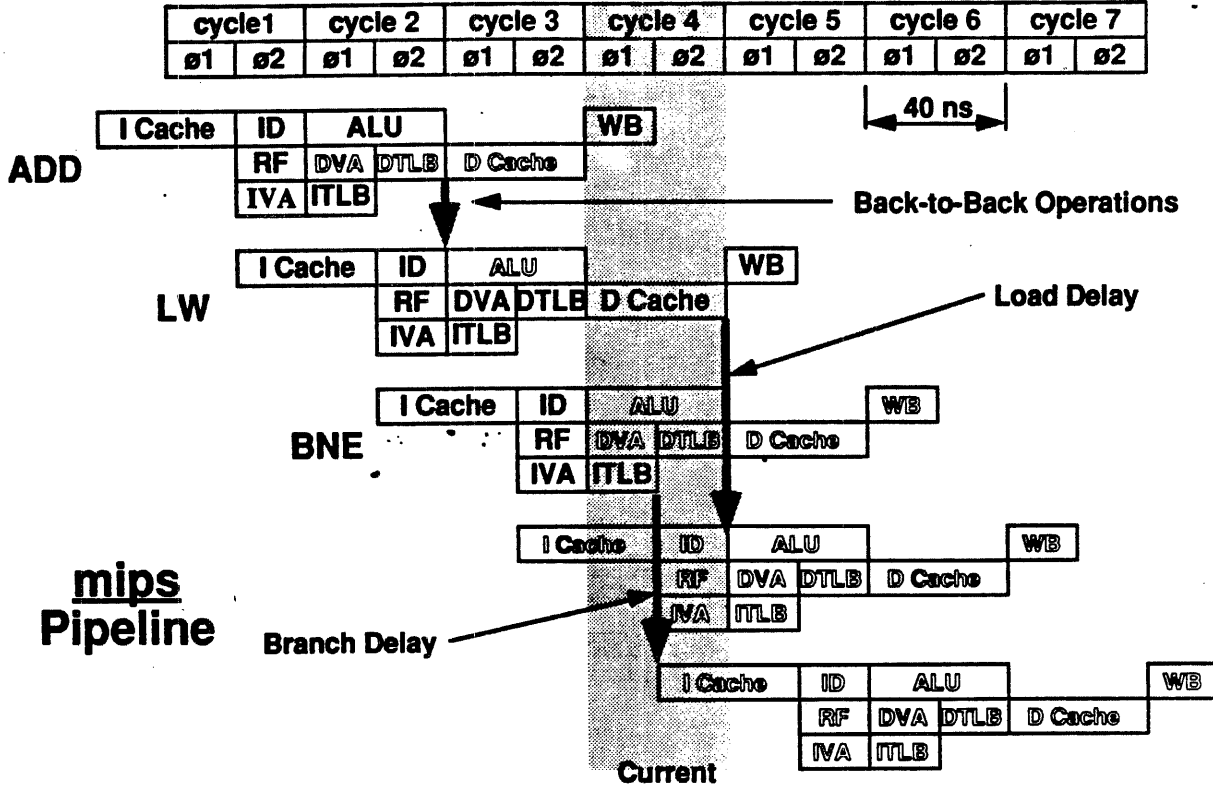 cycle1 cycle 2 cycle 3 cycle 4 cycle 5 cycle 6 cycle 7
ø1 ø2 ø1 ø2 ø1 ø2 ø1 ø2 ø1 ø2 ø1 ø2 ø1 ø2
40 ns
ADD
I Cache ID ALU WB
RF DVA DTLB D Cache
IVA ITLB
Back-to-Back Operations
LW
I Cache ID ALU WB
RF DVA DTLB D Cache
IVA ITLB
Load Delay
BNE
I Cache ID ALU WB
RF DVA DTLB D Cache
IVA ITLB
I Cache ID ALU WB
RF DVA DTLB D Cache
IVA ITLB
mips
Pipeline
Branch Delay
I Cache ID ALU WB
RF DVA DTLB D Cache
IVA ITLB
Current